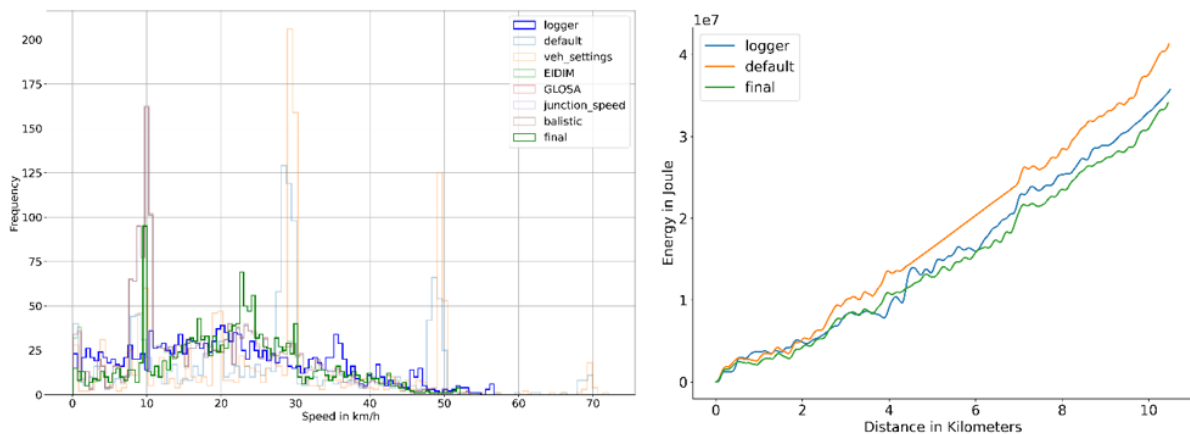 200
175
150
125
100
75
50
25
0
Frequency
0 10 20 30 40 50 60 70
Speed in km/h
logger
default
veh_settings
EIDIM
GLOSA
junction_speed
balistic
final
1e7
4
3
2
1
0
Energy in Joule
0 2 4 6 8 10
Distance in Kilometers
logger
default
final